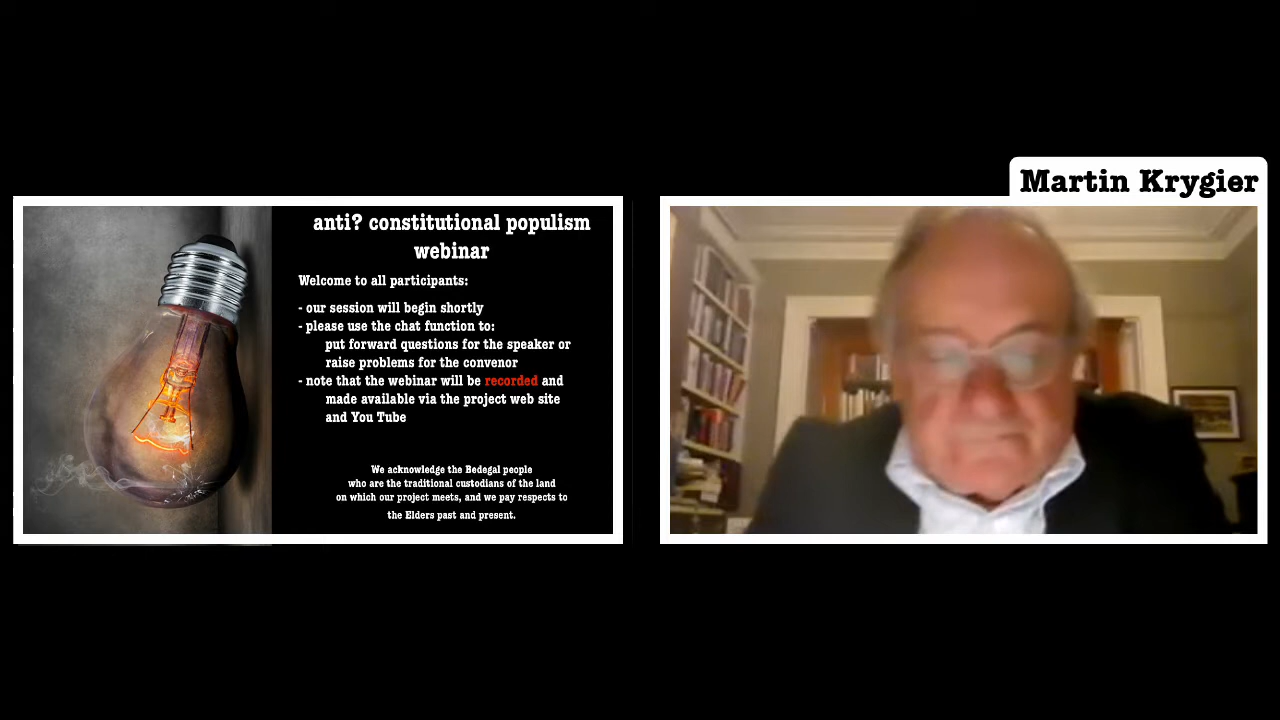 anti? constitutional populism
webinar
Welcome to all participants:
- our session will begin shortly
- please use the chat function to:
put forward questions for the speaker or
raise problems for the convenor
- note that the webinar will be recorded and
made available via the project web site
and You Tube
We acknowledge the Bedegal people
who are the traditional custodians of the land
on which our project meets, and we pay respects to
the Elders past and present.
Martin Krygier